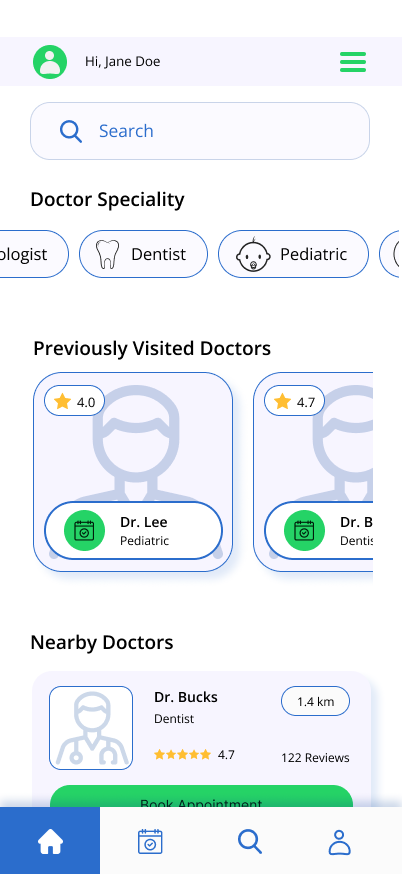 Hi, Jane Doe
Search
Doctor Speciality
ologist
Dentist
Pediatric
Previously Visited Doctors
4.0
4.7
Dr. Lee
Pediatric
Dr. B
Dentis
Nearby Doctors
Dr. Bucks
Dentist
1.4 km
4.7
122 Reviews
Book Appointment